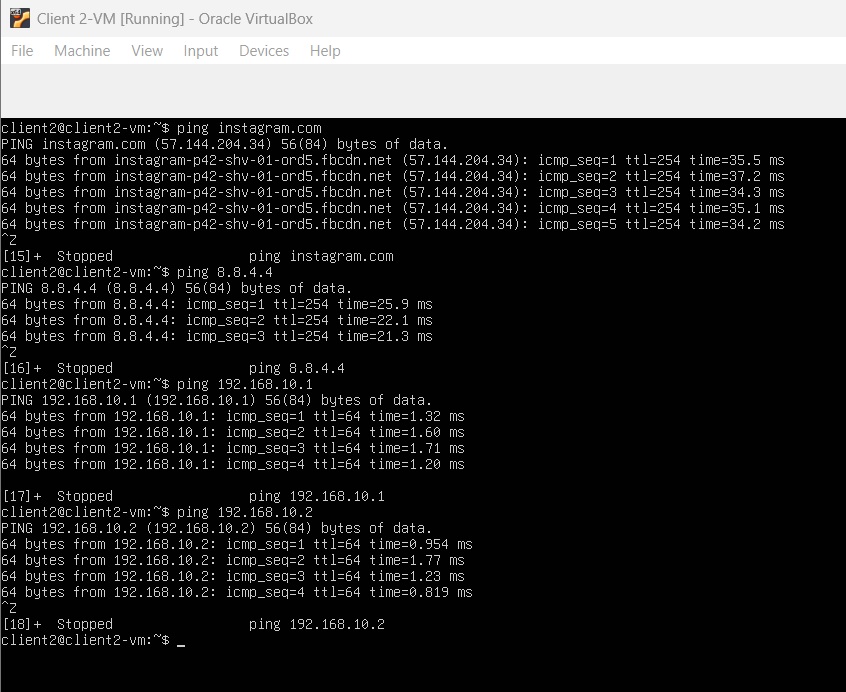 Client 2-VM [Running] - Oracle VirtualBox
File Machine View Input Devices Help
client2@client2-vm:~$ ping instagram.com
PING instagram.com (57.144.204.34) 56(84) bytes of data.
64 bytes from instagram-p42-shv-01-ord5.fbcdn.net (57.144.204.34): icmp_seq=1 ttl=254 time=35.5 ms
64 bytes from instagram-p42-shv-01-ord5.fbcdn.net (57.144.204.34): icmp_seq=2 ttl=254 time=37.2 ms
64 bytes from instagram-p42-shv-01-ord5.fbcdn.net (57.144.204.34): icmp_seq=3 ttl=254 time=34.3 ms
64 bytes from instagram-p42-shv-01-ord5.fbcdn.net (57.144.204.34): icmp_seq=4 ttl=254 time=35.1 ms
64 bytes from instagram-p42-shv-01-ord5.fbcdn.net (57.144.204.34): icmp_seq=5 ttl=254 time=34.2 ms
^Z
[15]+  Stopped                 ping instagram.com
client2@client2-vm:~$ ping 8.8.4.4
PING 8.8.4.4 (8.8.4.4) 56(84) bytes of data.
64 bytes from 8.8.4.4: icmp_seq=1 ttl=254 time=25.9 ms
64 bytes from 8.8.4.4: icmp_seq=2 ttl=254 time=22.1 ms
64 bytes from 8.8.4.4: icmp_seq=3 ttl=254 time=21.3 ms
^Z
[16]+  Stopped                 ping 8.8.4.4
client2@client2-vm:~$ ping 192.168.10.1
PING 192.168.10.1 (192.168.10.1) 56(84) bytes of data.
64 bytes from 192.168.10.1: icmp_seq=1 ttl=64 time=1.32 ms
64 bytes from 192.168.10.1: icmp_seq=2 ttl=64 time=1.60 ms
64 bytes from 192.168.10.1: icmp_seq=3 ttl=64 time=1.71 ms
64 bytes from 192.168.10.1: icmp_seq=4 ttl=64 time=1.20 ms
[17]+  Stopped                 ping 192.168.10.1
client2@client2-vm:~$ ping 192.168.10.2
PING 192.168.10.2 (192.168.10.2) 56(84) bytes of data.
64 bytes from 192.168.10.2: icmp_seq=1 ttl=64 time=0.954 ms
64 bytes from 192.168.10.2: icmp_seq=2 ttl=64 time=1.77 ms
64 bytes from 192.168.10.2: icmp_seq=3 ttl=64 time=1.23 ms
64 bytes from 192.168.10.2: icmp_seq=4 ttl=64 time=0.819 ms
^Z
[18]+  Stopped                 ping 192.168.10.2
client2@client2-vm:~$ _